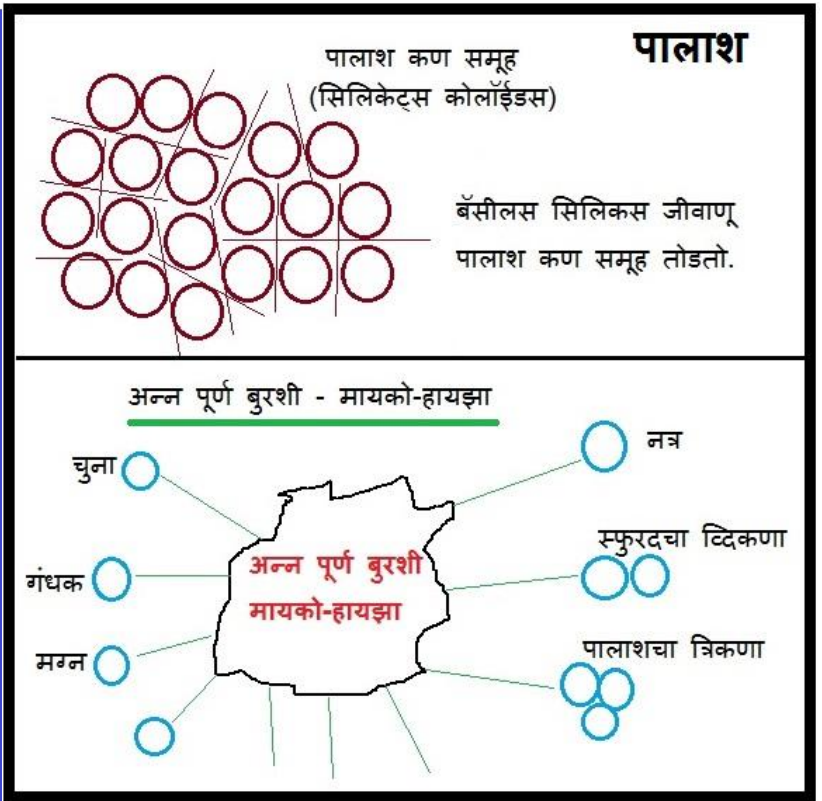 पालाश
पालाश कण समूह
(सिलिकेट्स कोलॉईडस)
बॅसीलस सिलिकस जीवाणू
पालाश कण समूह तोडतो.
अन्न पूर्ण बुरशी - मायको-हायझा
चुना
नत्र
स्फुरदचा व्दिकणा
गंधक
अन्न पूर्ण बुरशी
मायको-हायझा
मग्न
पालाशचा त्रिकणा